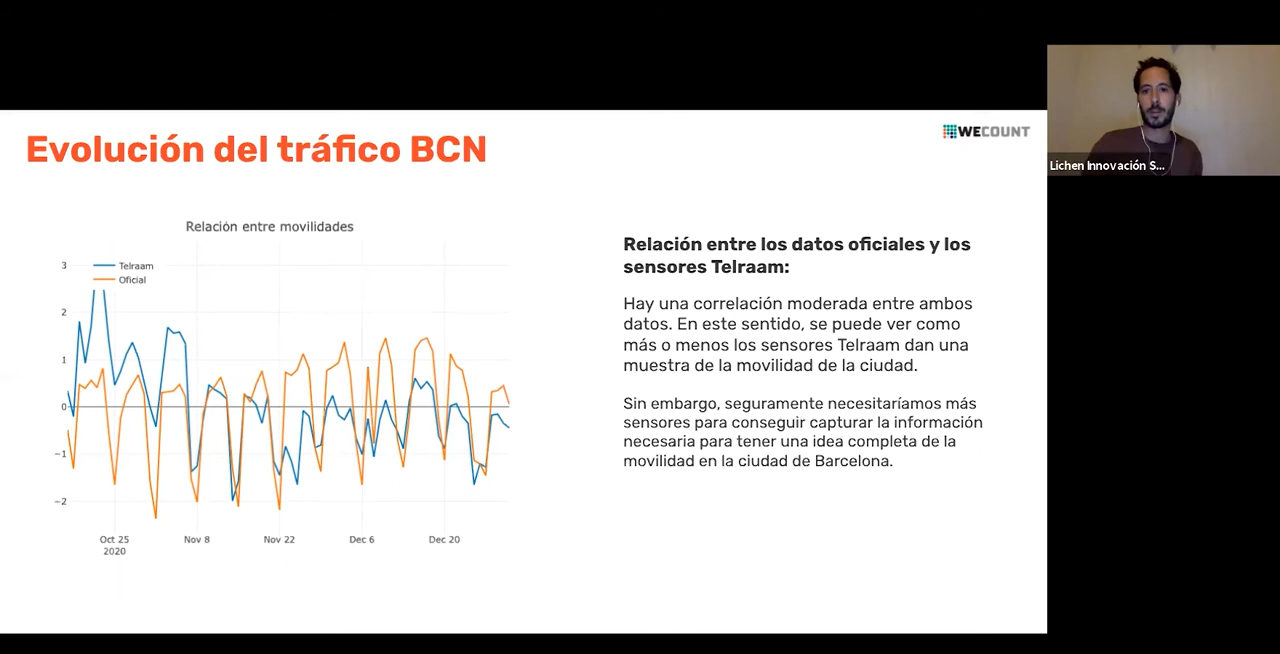 Evolución del tráfico BCN
WECOUNT
Lichen Innovación S...
Relación entre movilidades
3
2
1
0
−1
−2
Telraam
Oficial
Oct 25
2020
Nov 8
Nov 22
Dec 6
Dec 20
Relación entre los datos oficiales y los
sensores Telraam:
Hay una correlación moderada entre ambos
datos. En este sentido, se puede ver como
más o menos los sensores Telraam dan una
muestra de la movilidad de la ciudad.
Sin embargo, seguramente necesitaríamos más
sensores para conseguir capturar la información
necesaria para tener una idea completa de la
movilidad en la ciudad de Barcelona.